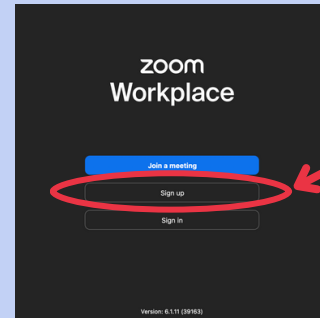 zoom
Workplace
Join a meeting
Sign up
Sign in
Version: 6.1.11 (39163)